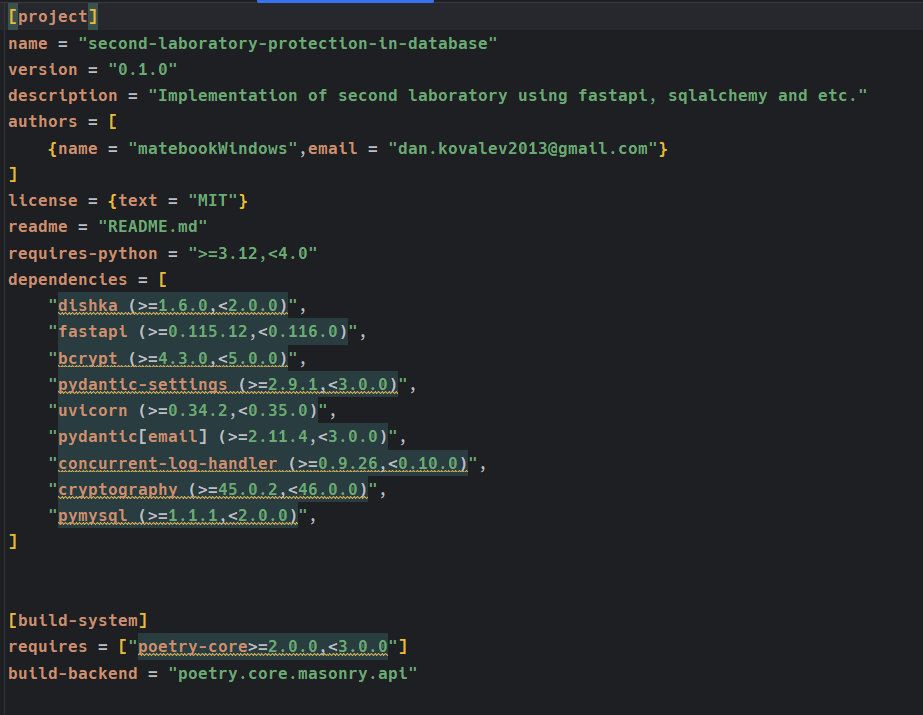 [project]
name = "second-laboratory-protection-in-database"
version = "0.1.0"
description = "Implementation of second laboratory using fastapi, sqlalchemy and etc."
authors = [
    {name = "matebookWindows",email = "dan.kovalev2013@gmail.com"}
]
license = {text = "MIT"}
readme = "README.md"
requires-python = ">=3.12,<4.0"
dependencies = [
    "dishka (>=1.6.0,<2.0.0)",
    "fastapi (>=0.115.12,<0.116.0)",
    "bcrypt (>=4.3.0,<5.0.0)",
    "pydantic-settings (>=2.9.1,<3.0.0)",
    "uvicorn (>=0.34.2,<0.35.0)",
    "pydantic[email] (>=2.11.4,<3.0.0)",
    "concurrent-log-handler (>=0.9.26,<0.10.0)",
    "cryptography (>=45.0.2,<46.0.0)",
    "pymysql (>=1.1.1,<2.0.0)",
]
[build-system]
requires = ["poetry-core>=2.0.0,<3.0.0"]
build-backend = "poetry.core.masonry.api"